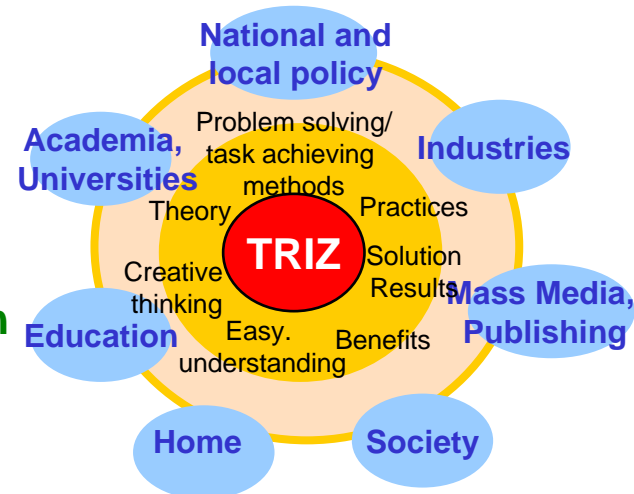 National and
local policy
Academia,
Universities
Industries
Problem solving/
task achieving
methods
Theory
Practices
TRIZ
Solution
Results
Creative
thinking
Mass Media,
Publishing
n
Education
Easy.
understanding
Benefits
Home
Society